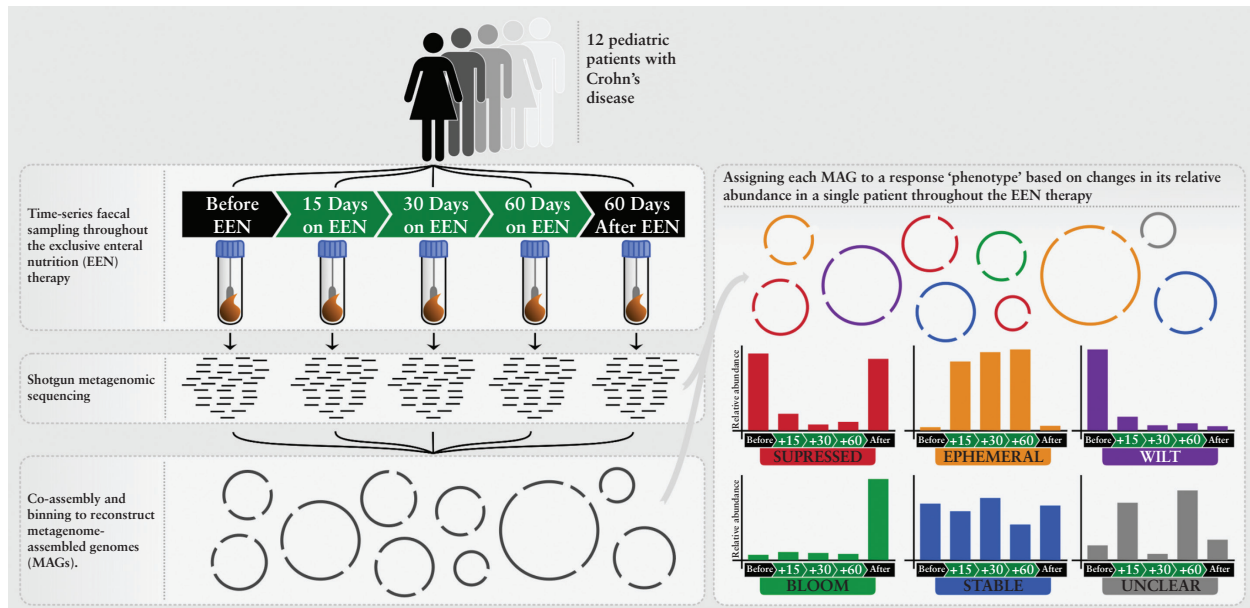 12 pediatric
patients with
Crohn's
disease
Time-series faecal
sampling throughout
the exclusive enteral
nutrition (EEN)
therapy
Before
EEN
15 Days
on EEN
30 Days
on EEN
60 Days
on EEN
60 Days
After EEN
Shotgun metagenomic
sequencing
Co-assembly and
binning to reconstruct
metagenome-
assembled genomes
(MAGs).
Assigning each MAG to a response 'phenotype' based on changes in its relative
abundance in a single patient throughout the EEN therapy
Relative abundance
Before +15 +30 +60 After
SUPRESSED
Before +15 +30 +60 After
EPHEMERAL
Before +15 +30 +60 After
WILT
Relative abundance
Before +15 +30 +60 After
BLOOM
Before +15 +30 +60 After
STABLE
Before +15 +30 +60 After
UNCLEAR